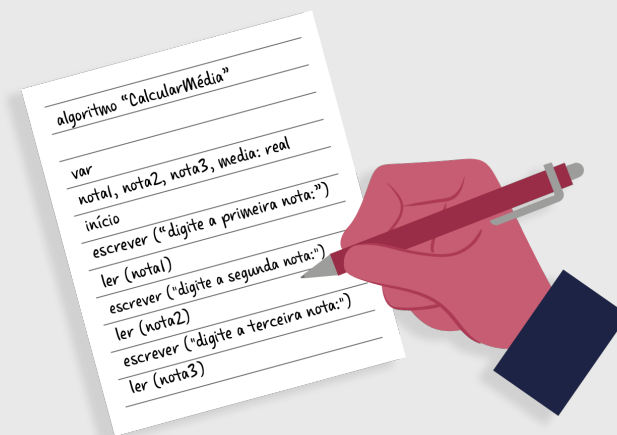 algoritmo “CalcularMédia”
var
nota1, nota2, nota3, media: real
início
escrever (“digite a primeira nota:”)
ler (nota1)
escrever ("digite a segunda nota:")
ler (nota2)
escrever ("digite a terceira nota:")
ler (nota3)